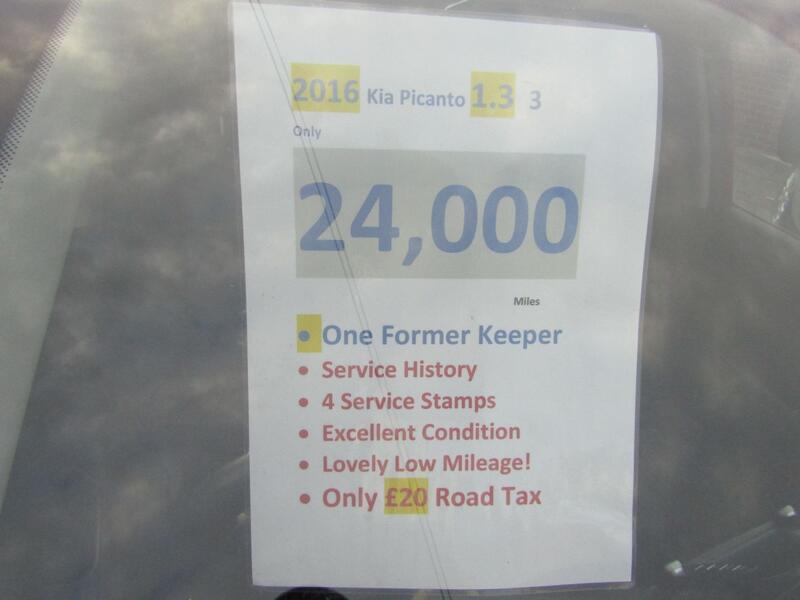 2016 Kia Picanto 1.3 3
Only
24,000
Miles
• One Former Keeper
• Service History
• 4 Service Stamps
• Excellent Condition
• Lovely Low Mileage!
• Only £20 Road Tax